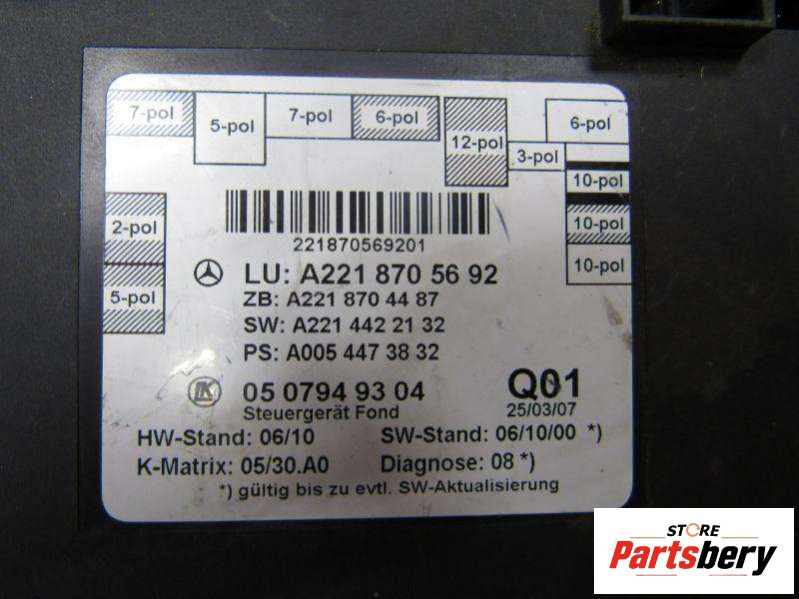 7-pol
5-pol
7-pol
6-pol
12-pol
3-pol
6-pol
10-pol
10-pol
10-pol
2-pol
5-pol
221870569201
LU: A221 870 56 92
ZB: A221 870 44 87
SW: A221 442 21 32
PS: A005 447 38 32
LK 05 0794 93 04
Q01
Steuergerät Fond
25/03/07
HW-Stand: 06/10
SW-Stand: 06/10/00 *)
K-Matrix: 05/30.A0
Diagnose: 08 *)
*) gültig bis zu evtl. SW-Aktualisierung
STORE
Partsbery